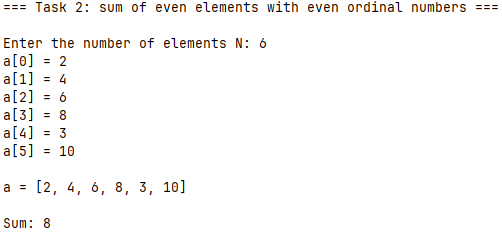 === Task 2: sum of even elements with even ordinal numbers ===
Enter the number of elements N: 6
a[0] = 2
a[1] = 4
a[2] = 6
a[3] = 8
a[4] = 3
a[5] = 10
a = [2, 4, 6, 8, 3, 10]
Sum: 8